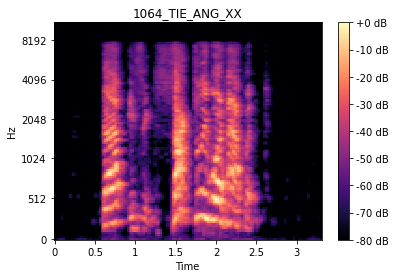 1064_TIE_ANG_XX
+0 dB
8192
-10 dB
4096
-20 dB
-30 dB
2048
Hz
-40 dB
1024
-50 dB
512
-60 dB
-70 dB
0
-80 dB
0 0.5 1 1.5 2 2.5 3
Time